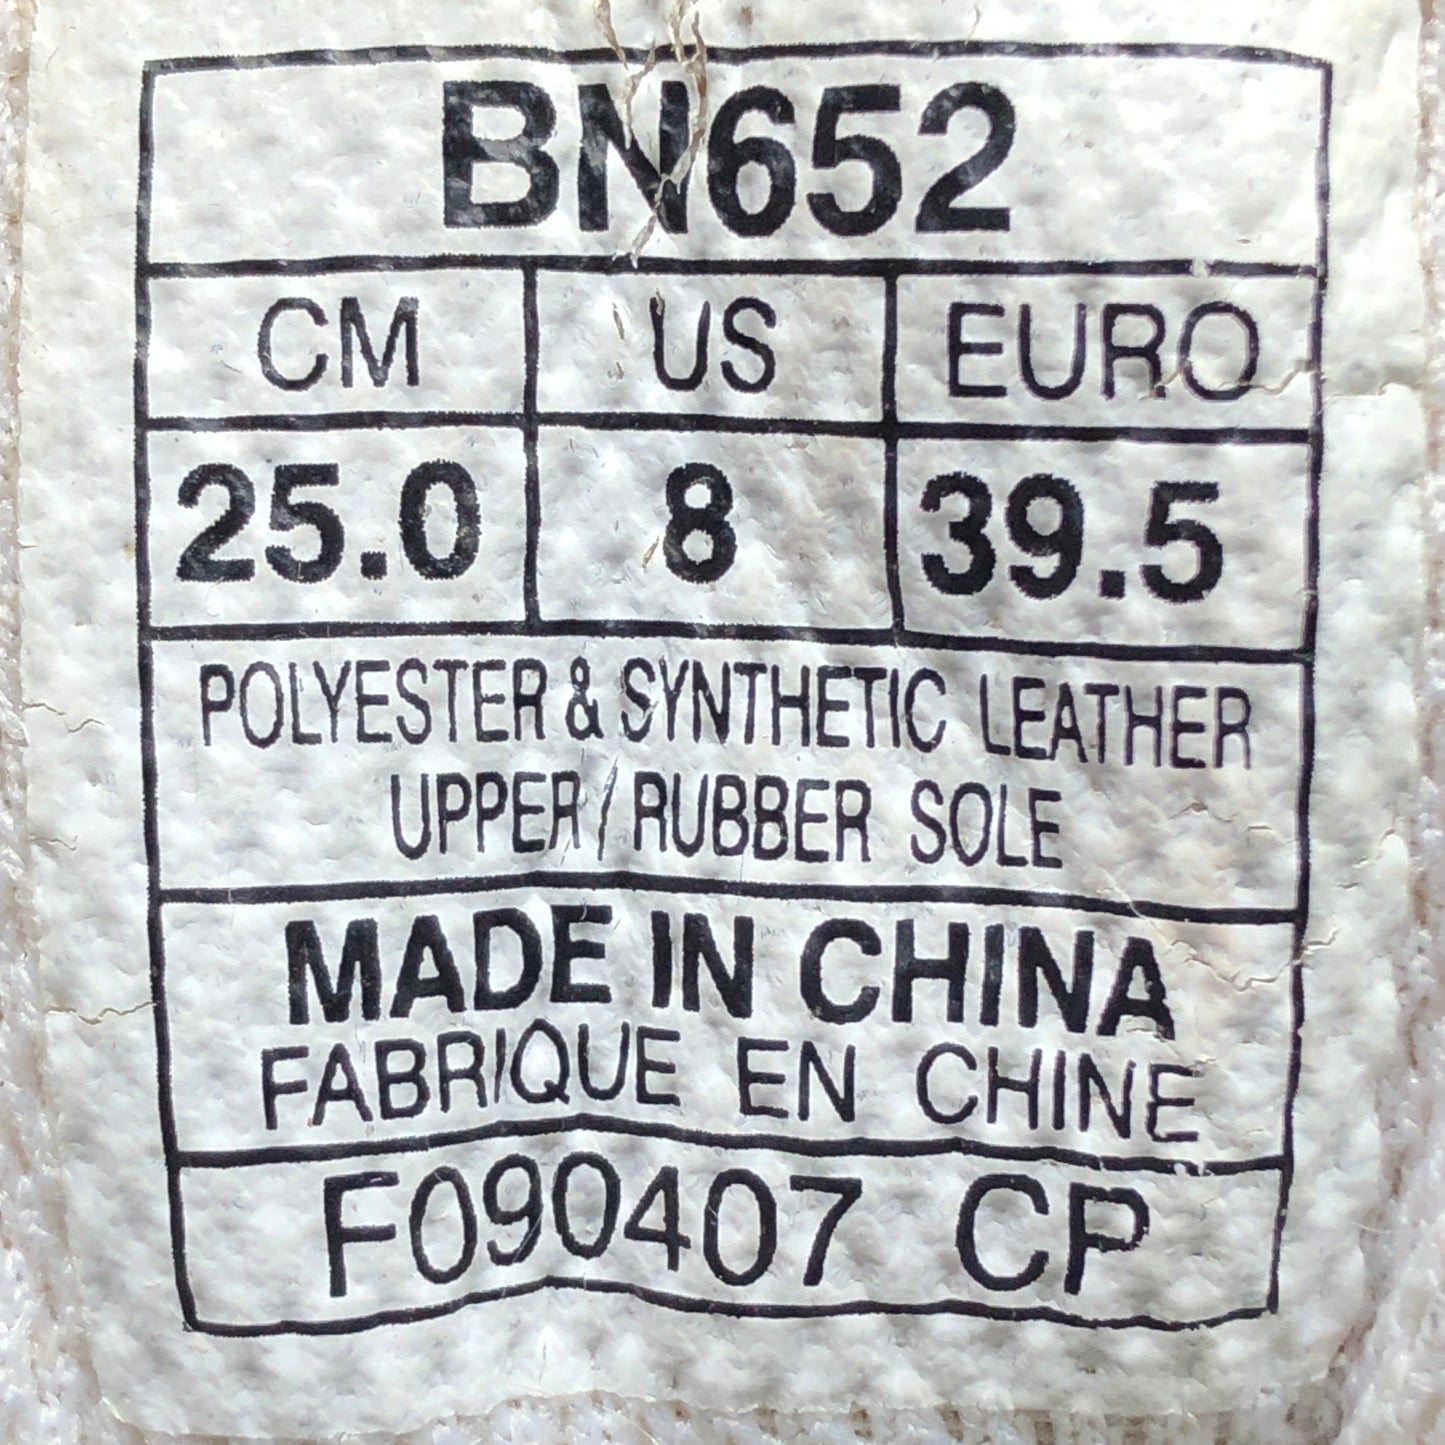 BN652
CM US EURO
25.0 8 39.5
POLYESTER & SYNTHETIC LEATHER
UPPER / RUBBER SOLE
MADE IN CHINA
FABRIQUE EN CHINE
F090407 CP